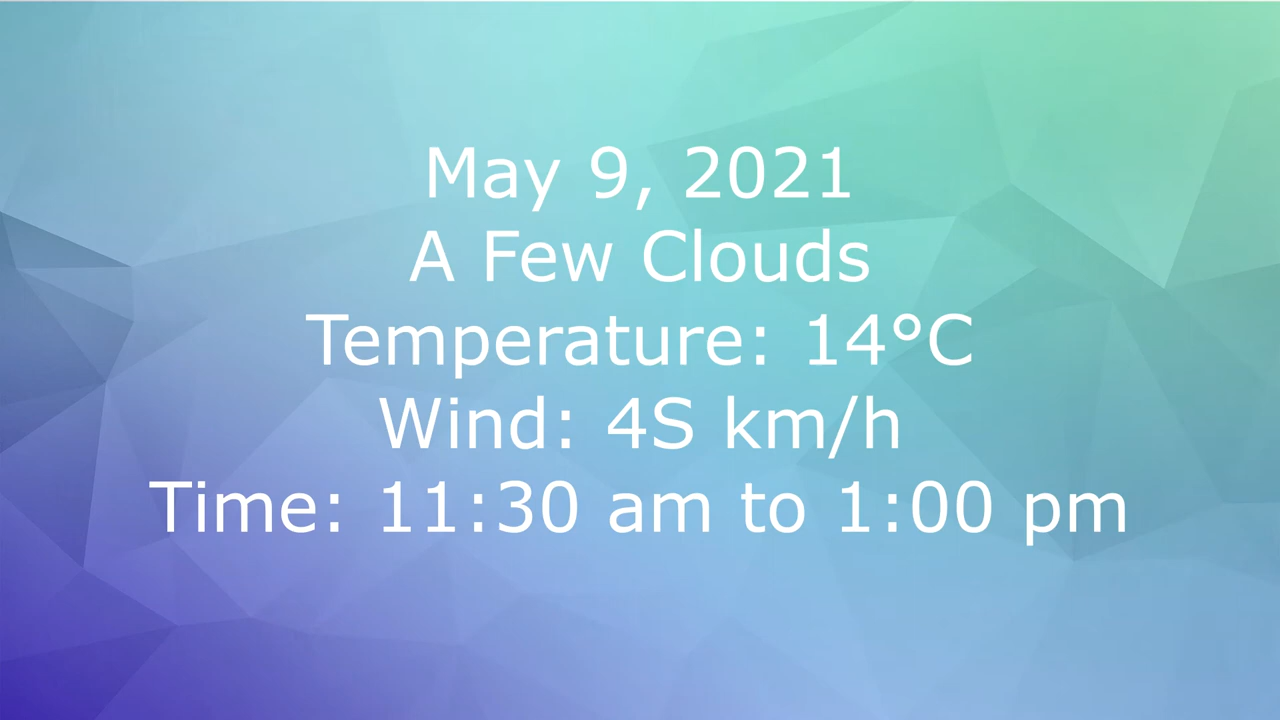 May 9, 2021
A Few Clouds
Temperature: 14°C
Wind: 4S km/h
Time: 11:30 am to 1:00 pm